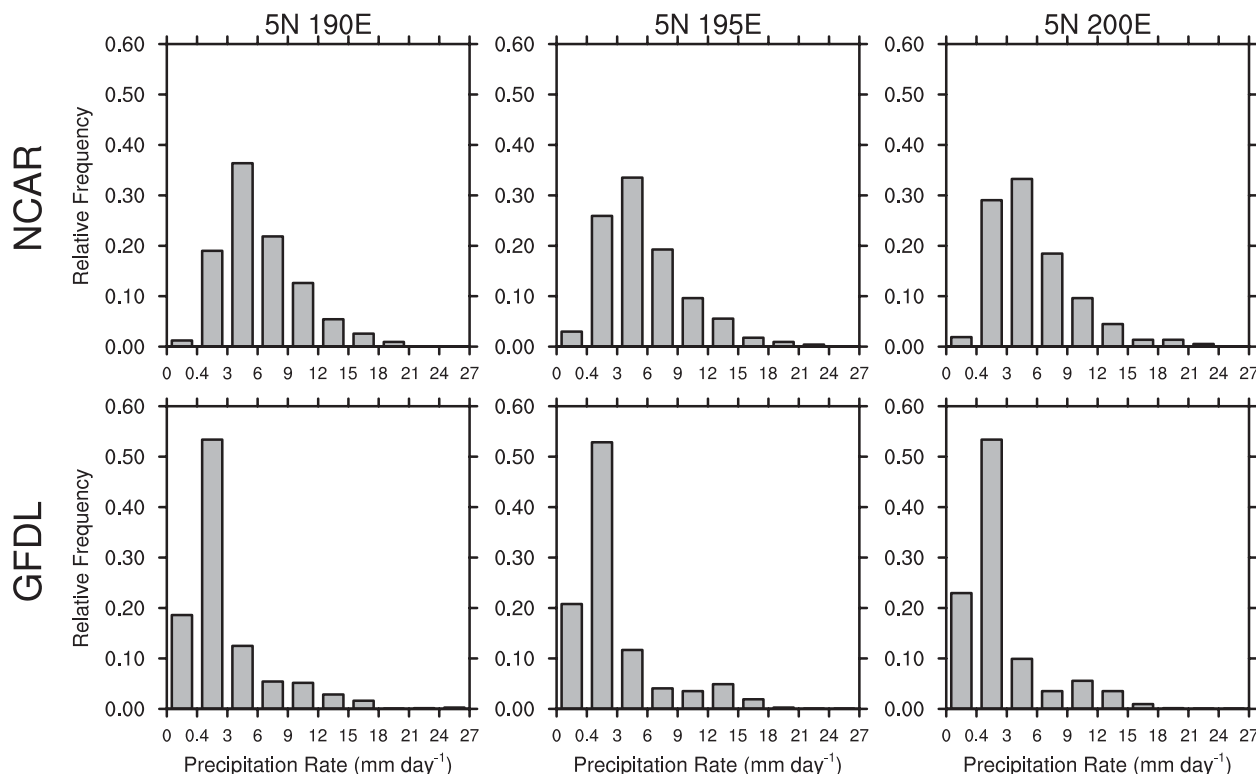 5N 190E 5N 195E 5N 200E
NCAR
Relative Frequency
0.60 0.60 0.60
0.50 0.50 0.50
0.40 0.40 0.40
0.30 0.30 0.30
0.20 0.20 0.20
0.10 0.10 0.10
0.00 0.00 0.00
0 0.4 3 6 9 12 15 18 21 24 27 0 0.4 3 6 9 12 15 18 21 24 27 0 0.4 3 6 9 12 15 18 21 24 27
GFDL
Relative Frequency
0.60 0.60 0.60
0.50 0.50 0.50
0.40 0.40 0.40
0.30 0.30 0.30
0.20 0.20 0.20
0.10 0.10 0.10
0.00 0.00 0.00
0 0.4 3 6 9 12 15 18 21 24 27 0 0.4 3 6 9 12 15 18 21 24 27 0 0.4 3 6 9 12 15 18 21 24 27
Precipitation Rate (mm day⁻¹) Precipitation Rate (mm day⁻¹) Precipitation Rate (mm day⁻¹)